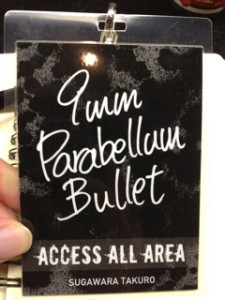 9mm
Parabellum
Bullet
ACCESS ALL AREA
SUGAWARA TAKURO